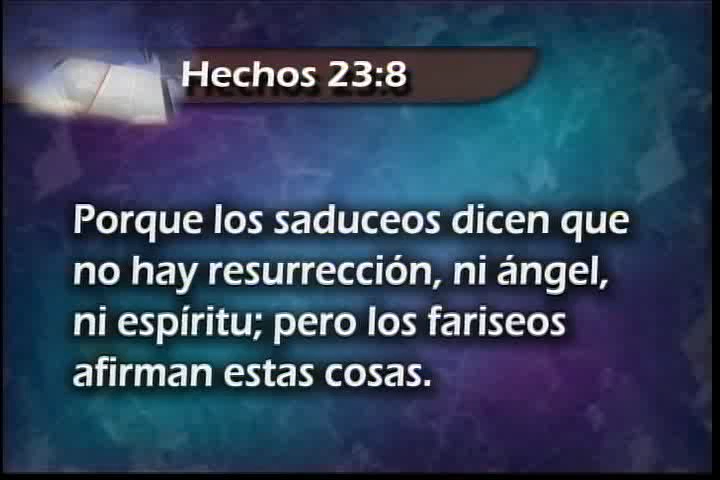 Hechos 23:8
Porque los saduceos dicen que
no hay resurrección, ni ángel,
ni espíritu; pero los fariseos
afirman estas cosas.